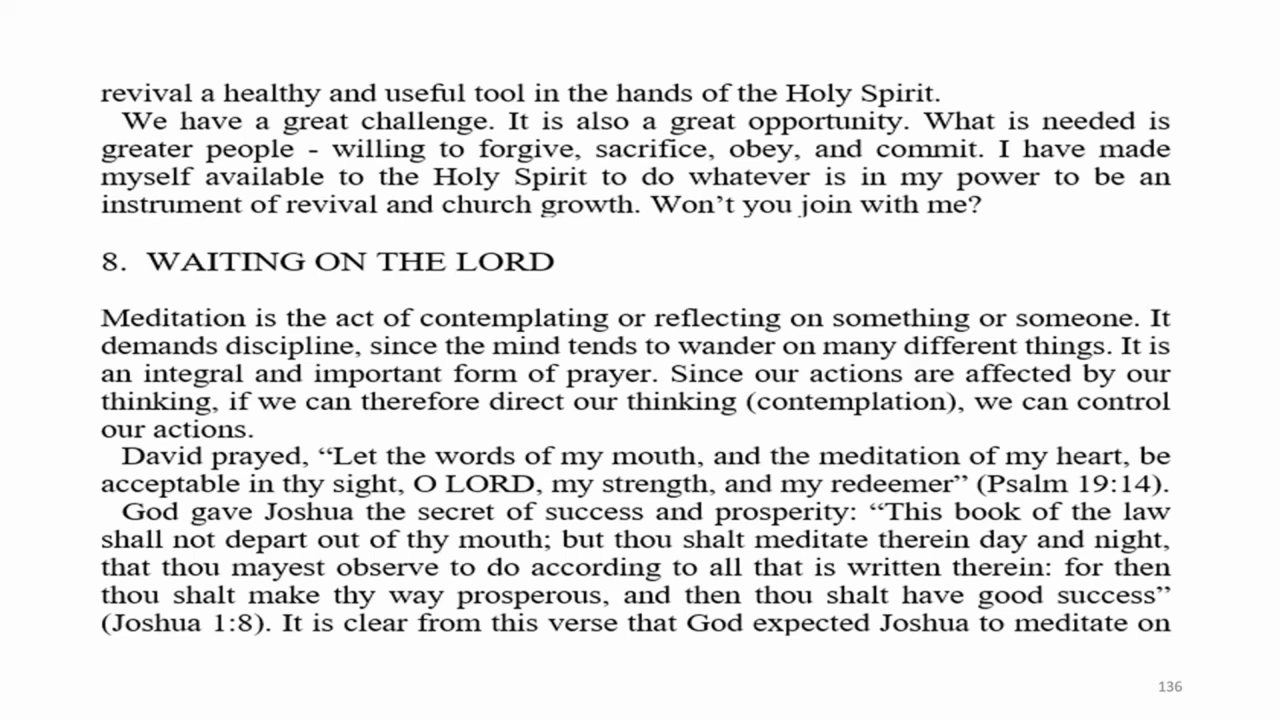 revival a healthy and useful tool in the hands of the Holy Spirit.
We have a great challenge. It is also a great opportunity. What is needed is
greater people - willing to forgive, sacrifice, obey, and commit. I have made
myself available to the Holy Spirit to do whatever is in my power to be an
instrument of revival and church growth. Won’t you join with me?
8. WAITING ON THE LORD
Meditation is the act of contemplating or reflecting on something or someone. It
demands discipline, since the mind tends to wander on many different things. It is
an integral and important form of prayer. Since our actions are affected by our
thinking, if we can therefore direct our thinking (contemplation), we can control
our actions.
David prayed, “Let the words of my mouth, and the meditation of my heart, be
acceptable in thy sight, O LORD, my strength, and my redeemer” (Psalm 19:14).
God gave Joshua the secret of success and prosperity: “This book of the law
shall not depart out of thy mouth; but thou shalt meditate therein day and night,
that thou mayest observe to do according to all that is written therein: for then
thou shalt make thy way prosperous, and then thou shalt have good success”
(Joshua 1:8). It is clear from this verse that God expected Joshua to meditate on
136